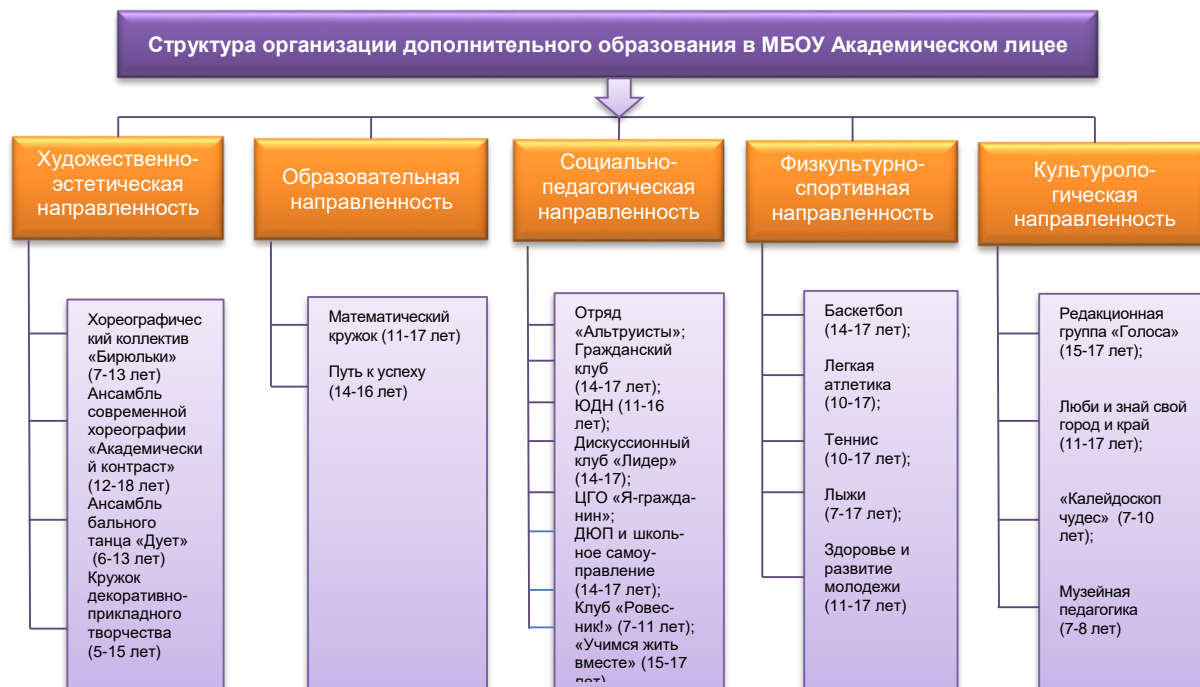 Структура организации дополнительного образования в МБОУ Академическом лицее
Художественно-
эстетическая
направленность
Образовательная
направленность
Социально-
педагогическая
направленность
Физкультурно-
спортивная
направленность
Культуроло-
гическая
направленность
Хореографичес
кий коллектив
«Бирюльки»
(7-13 лет)
Ансамбль
современной
хореографии
«Академически
й контраст»
(12-18 лет)
Ансамбль
бального
танца «Дует»
(6-13 лет)
Кружок
декоративно-
прикладного
творчества
(5-15 лет)
Математический
кружок (11-17 лет)
Путь к успеху
(14-16 лет)
Отряд
«Альтруисты»;
Гражданский
клуб
(14-17 лет);
ЮДН (11-16
лет);
Дискуссионный
клуб «Лидер»
(14-17);
ЦГО «Я-гражда-
нин»;
ДЮП и школь-
ное самоу-
правление
(14-17 лет);
Клуб «Ровес-
ник!» (7-11 лет);
«Учимся жить
вместе» (15-17
лет)
Баскетбол
(14-17 лет);
Легкая
атлетика
(10-17);
Теннис
(10-17 лет);
Лыжи
(7-17 лет);
Здоровье и
развитие
молодежи
(11-17 лет)
Редакционная
группа «Голоса»
(15-17 лет);
Люби и знай свой
город и край
(11-17 лет);
«Калейдоскоп
чудес» (7-10
лет);
Музейная
педагогика
(7-8 лет)